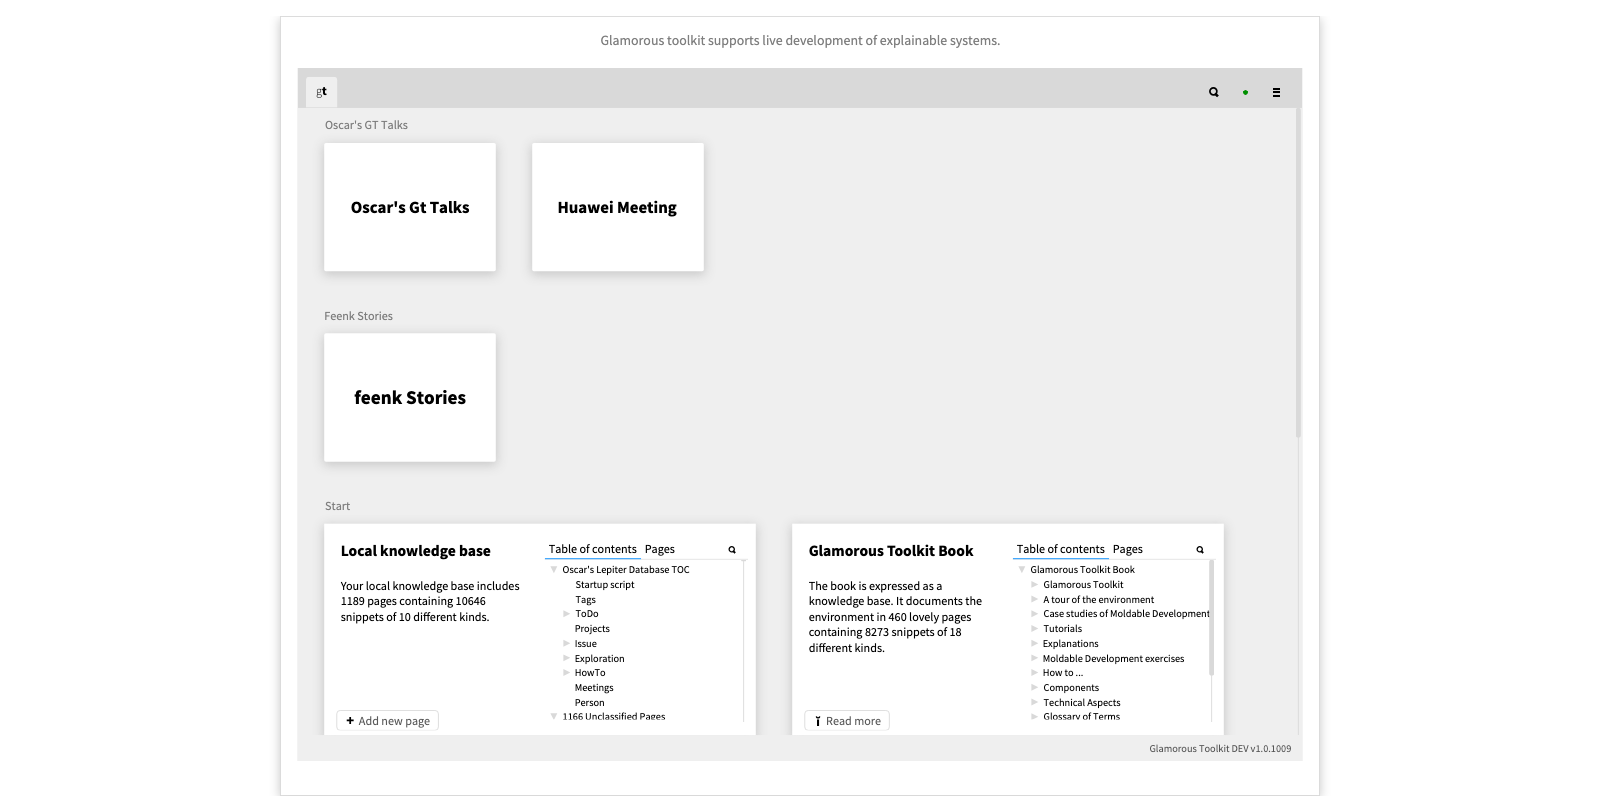 Glamorous toolkit supports live development of explainable systems.
gt
Oscar's GT Talks
Oscar's Gt Talks
Huawei Meeting
Feenk Stories
feenk Stories
Start
Local knowledge base
Your local knowledge base includes
1189 pages containing 10646
snippets of 10 different kinds.
Add new page
Table of contents Pages
Oscar's Lepiter Database TOC
Startup script
Tags
ToDo
Projects
Issue
Exploration
HowTo
Meetings
Person
1166 Unclassified Pages
Glamorous Toolkit Book
The book is expressed as a
knowledge base. It documents the
environment in 460 lovely pages
containing 8273 snippets of 18
different kinds.
Read more
Table of contents Pages
Glamorous Toolkit Book
Glamorous Toolkit
A tour of the environment
Case studies of Moldable Development
Tutorials
Explanations
Moldable Development exercises
How to ...
Components
Technical Aspects
Glossary of Terms
Glamorous Toolkit DEV v1.0.1009